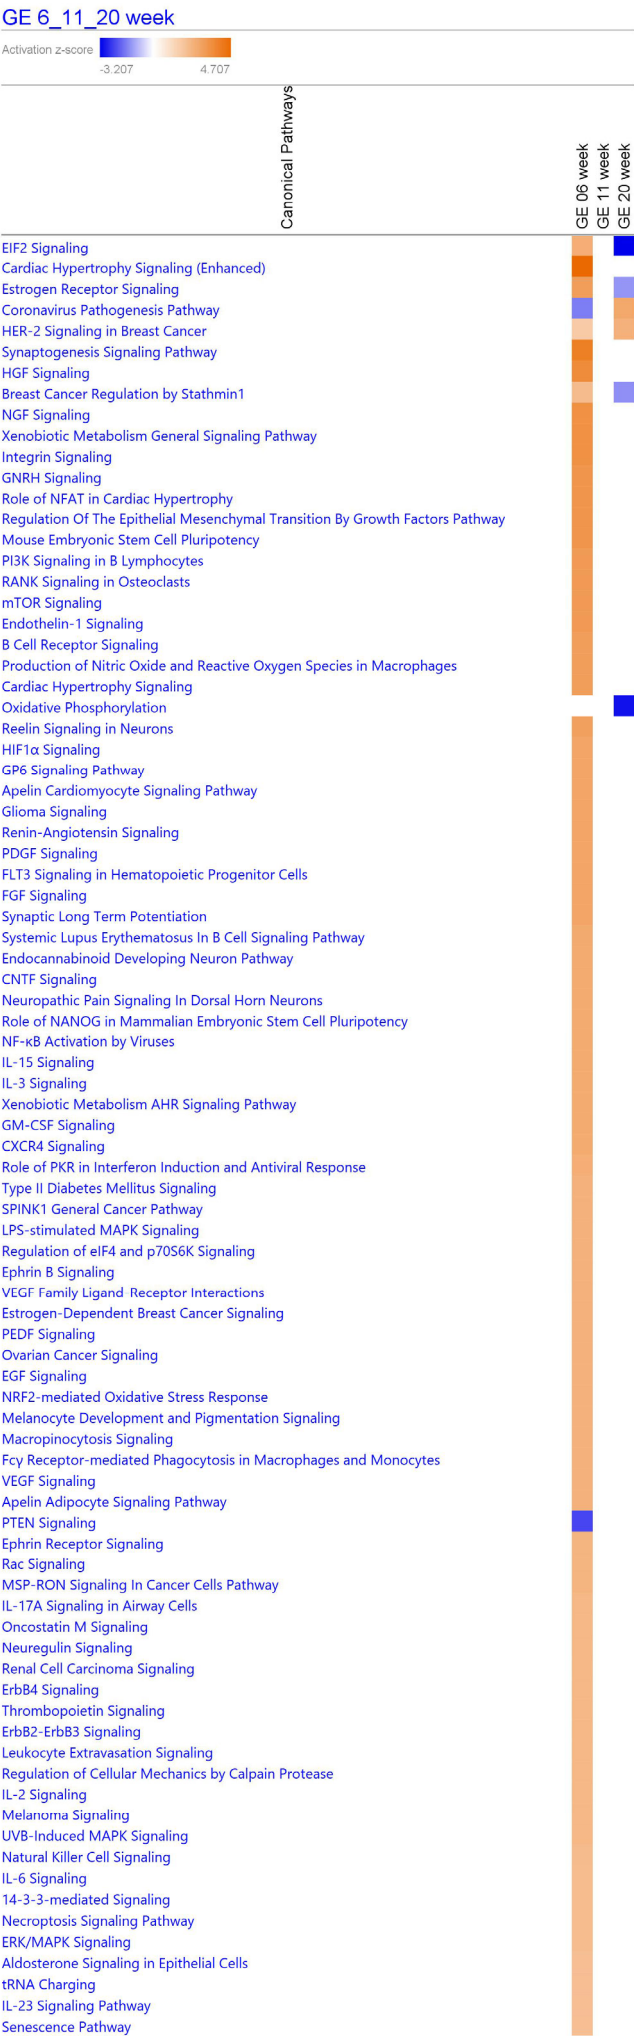 GE 6_11_20 week
Activation z-score
-3.207 4.707
Canonical Pathways
GE 06 week
GE 11 week
GE 20 week
EIF2 Signaling
Cardiac Hypertrophy Signaling (Enhanced)
Estrogen Receptor Signaling
Coronavirus Pathogenesis Pathway
HER-2 Signaling in Breast Cancer
Synaptogenesis Signaling Pathway
HGF Signaling
Breast Cancer Regulation by Stathmin1
NGF Signaling
Xenobiotic Metabolism General Signaling Pathway
Integrin Signaling
GNRH Signaling
Role of NFAT in Cardiac Hypertrophy
Regulation Of The Epithelial Mesenchymal Transition By Growth Factors Pathway
Mouse Embryonic Stem Cell Pluripotency
PI3K Signaling in B Lymphocytes
RANK Signaling in Osteoclasts
mTOR Signaling
Endothelin-1 Signaling
B Cell Receptor Signaling
Production of Nitric Oxide and Reactive Oxygen Species in Macrophages
Cardiac Hypertrophy Signaling
Oxidative Phosphorylation
Reelin Signaling in Neurons
HIF1α Signaling
GP6 Signaling Pathway
Apelin Cardiomyocyte Signaling Pathway
Glioma Signaling
Renin-Angiotensin Signaling
PDGF Signaling
FLT3 Signaling in Hematopoietic Progenitor Cells
FGF Signaling
Synaptic Long Term Potentiation
Systemic Lupus Erythematosus In B Cell Signaling Pathway
Endocannabinoid Developing Neuron Pathway
CNTF Signaling
Neuropathic Pain Signaling In Dorsal Horn Neurons
Role of NANOG in Mammalian Embryonic Stem Cell Pluripotency
NF-κB Activation by Viruses
IL-15 Signaling
IL-3 Signaling
Xenobiotic Metabolism AHR Signaling Pathway
GM-CSF Signaling
CXCR4 Signaling
Role of PKR in Interferon Induction and Antiviral Response
Type II Diabetes Mellitus Signaling
SPINK1 General Cancer Pathway
LPS-stimulated MAPK Signaling
Regulation of eIF4 and p70S6K Signaling
Ephrin B Signaling
VEGF Family Ligand-Receptor Interactions
Estrogen-Dependent Breast Cancer Signaling
PEDF Signaling
Ovarian Cancer Signaling
EGF Signaling
NRF2-mediated Oxidative Stress Response
Melanocyte Development and Pigmentation Signaling
Macropinocytosis Signaling
Fcγ Receptor-mediated Phagocytosis in Macrophages and Monocytes
VEGF Signaling
Apelin Adipocyte Signaling Pathway
PTEN Signaling
Ephrin Receptor Signaling
Rac Signaling
MSP-RON Signaling In Cancer Cells Pathway
IL-17A Signaling in Airway Cells
Oncostatin M Signaling
Neuregulin Signaling
Renal Cell Carcinoma Signaling
ErbB4 Signaling
Thrombopoietin Signaling
ErbB2-ErbB3 Signaling
Leukocyte Extravasation Signaling
Regulation of Cellular Mechanics by Calpain Protease
IL-2 Signaling
Melanoma Signaling
UVB-Induced MAPK Signaling
Natural Killer Cell Signaling
IL-6 Signaling
14-3-3-mediated Signaling
Necroptosis Signaling Pathway
ERK/MAPK Signaling
Aldosterone Signaling in Epithelial Cells
tRNA Charging
IL-23 Signaling Pathway
Senescence Pathway